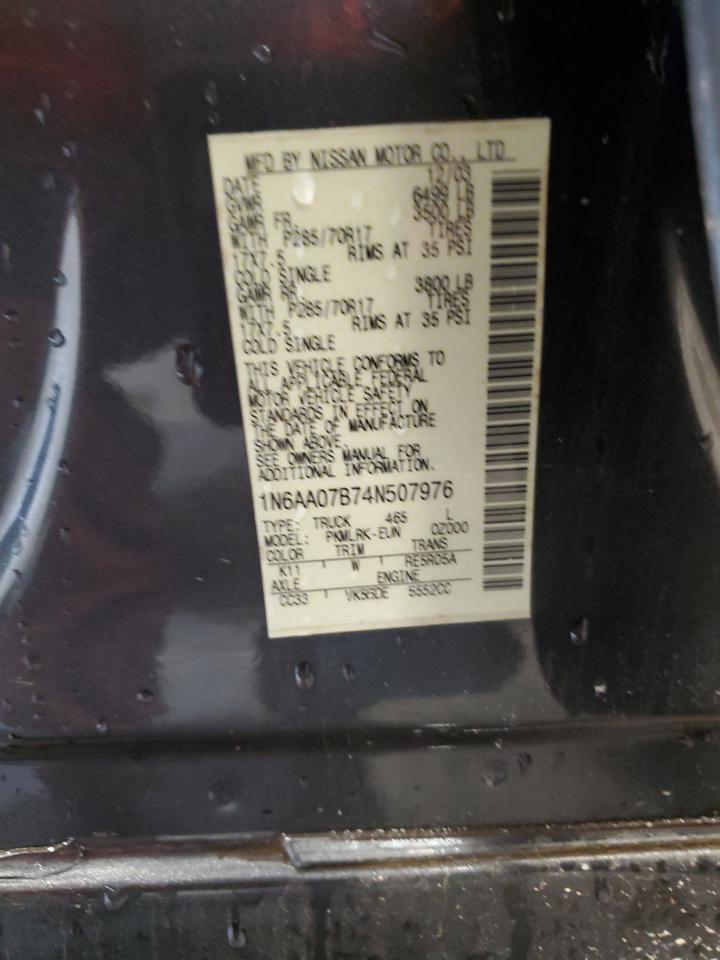 MFD BY NISSAN MOTOR CO., LTD
DATE 12/03
GVWR 6499 LB
GAWR FR 3500 LB
WITH P285/70R17 TIRES
17X7.5 RIMS AT 35 PSI
COLD SINGLE
GAWR RR 3800 LB
WITH P285/70R17 TIRES
17X7.5 RIMS AT 35 PSI
COLD SINGLE
THIS VEHICLE CONFORMS TO
ALL APPLICABLE FEDERAL
MOTOR VEHICLE SAFETY
STANDARDS IN EFFECT ON
THE DATE OF MANUFACTURE
SHOWN ABOVE.
SEE OWNERS MANUAL FOR
ADDITIONAL INFORMATION.
1N6AA07B74N507976
TYPE: TRUCK 465 L
MODEL: PKMLRK-EUN 0Z000
COLOR TRIM TRANS
K11 W RE5R05A
AXLE ENGINE
CC33 VK56DE 5552CC